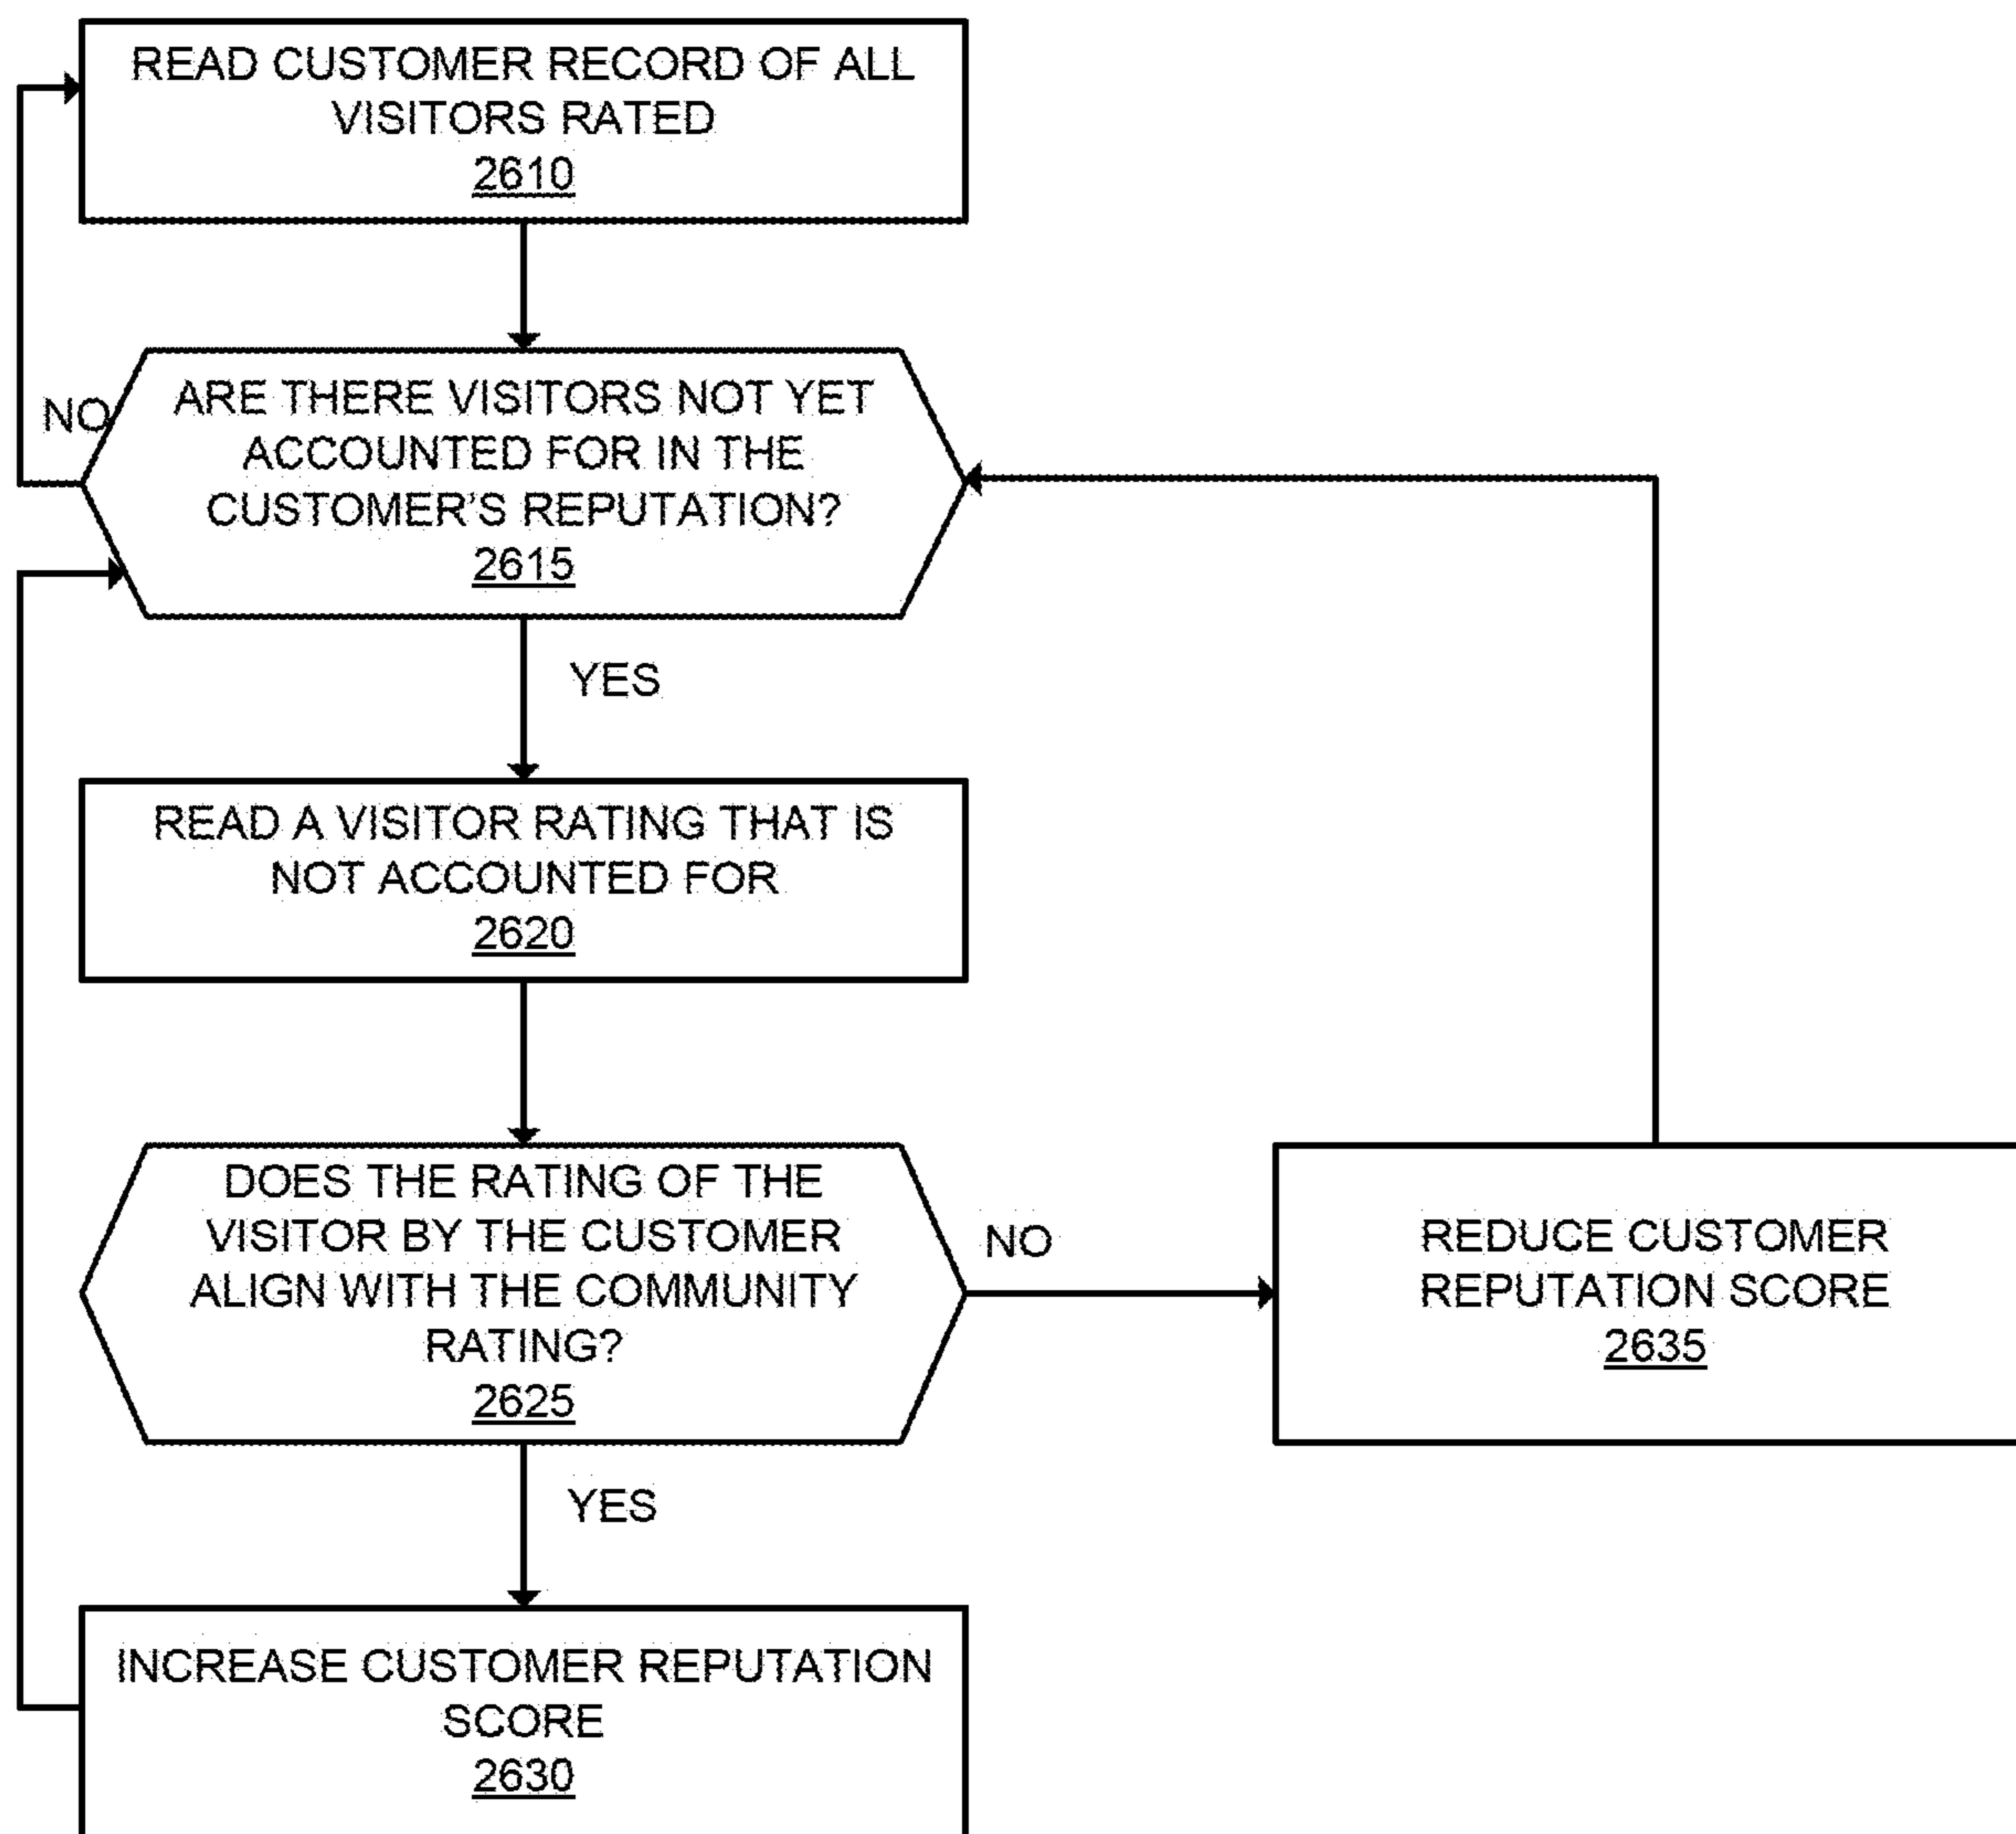 READ CUSTOMER RECORD OF ALL
VISITORS RATED
2610
NO
ARE THERE VISITORS NOT YET
ACCOUNTED FOR IN THE
CUSTOMER'S REPUTATION?
2615
YES
READ A VISITOR RATING THAT IS
NOT ACCOUNTED FOR
2620
DOES THE RATING OF THE
VISITOR BY THE CUSTOMER
ALIGN WITH THE COMMUNITY
RATING?
2625
NO
REDUCE CUSTOMER
REPUTATION SCORE
2635
YES
INCREASE CUSTOMER REPUTATION
SCORE
2630